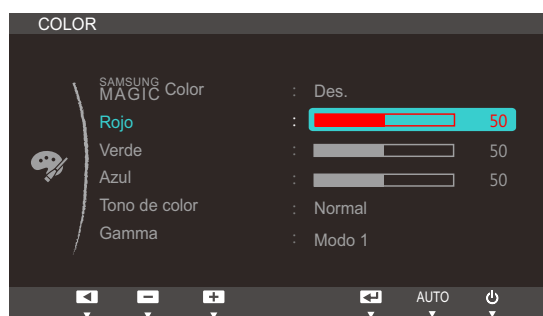 COLOR
SAMSUNG MAGIC Color : Des.
Rojo : 50
Verde : 50
Azul : 50
Tono de color : Normal
Gamma : Modo 1
AUTO